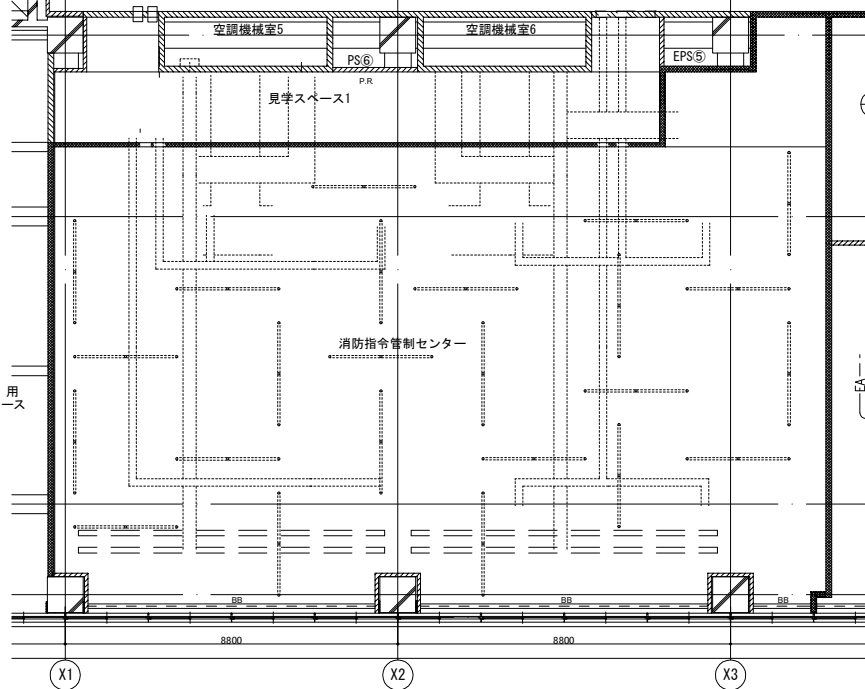 空調機械室5
空調機械室6
PS⑥
EPS⑤
P.R
見学スペース1
消防指令管制センター
用
ース
EA
BB
BB
BB
8800
8800
X1
X2
X3